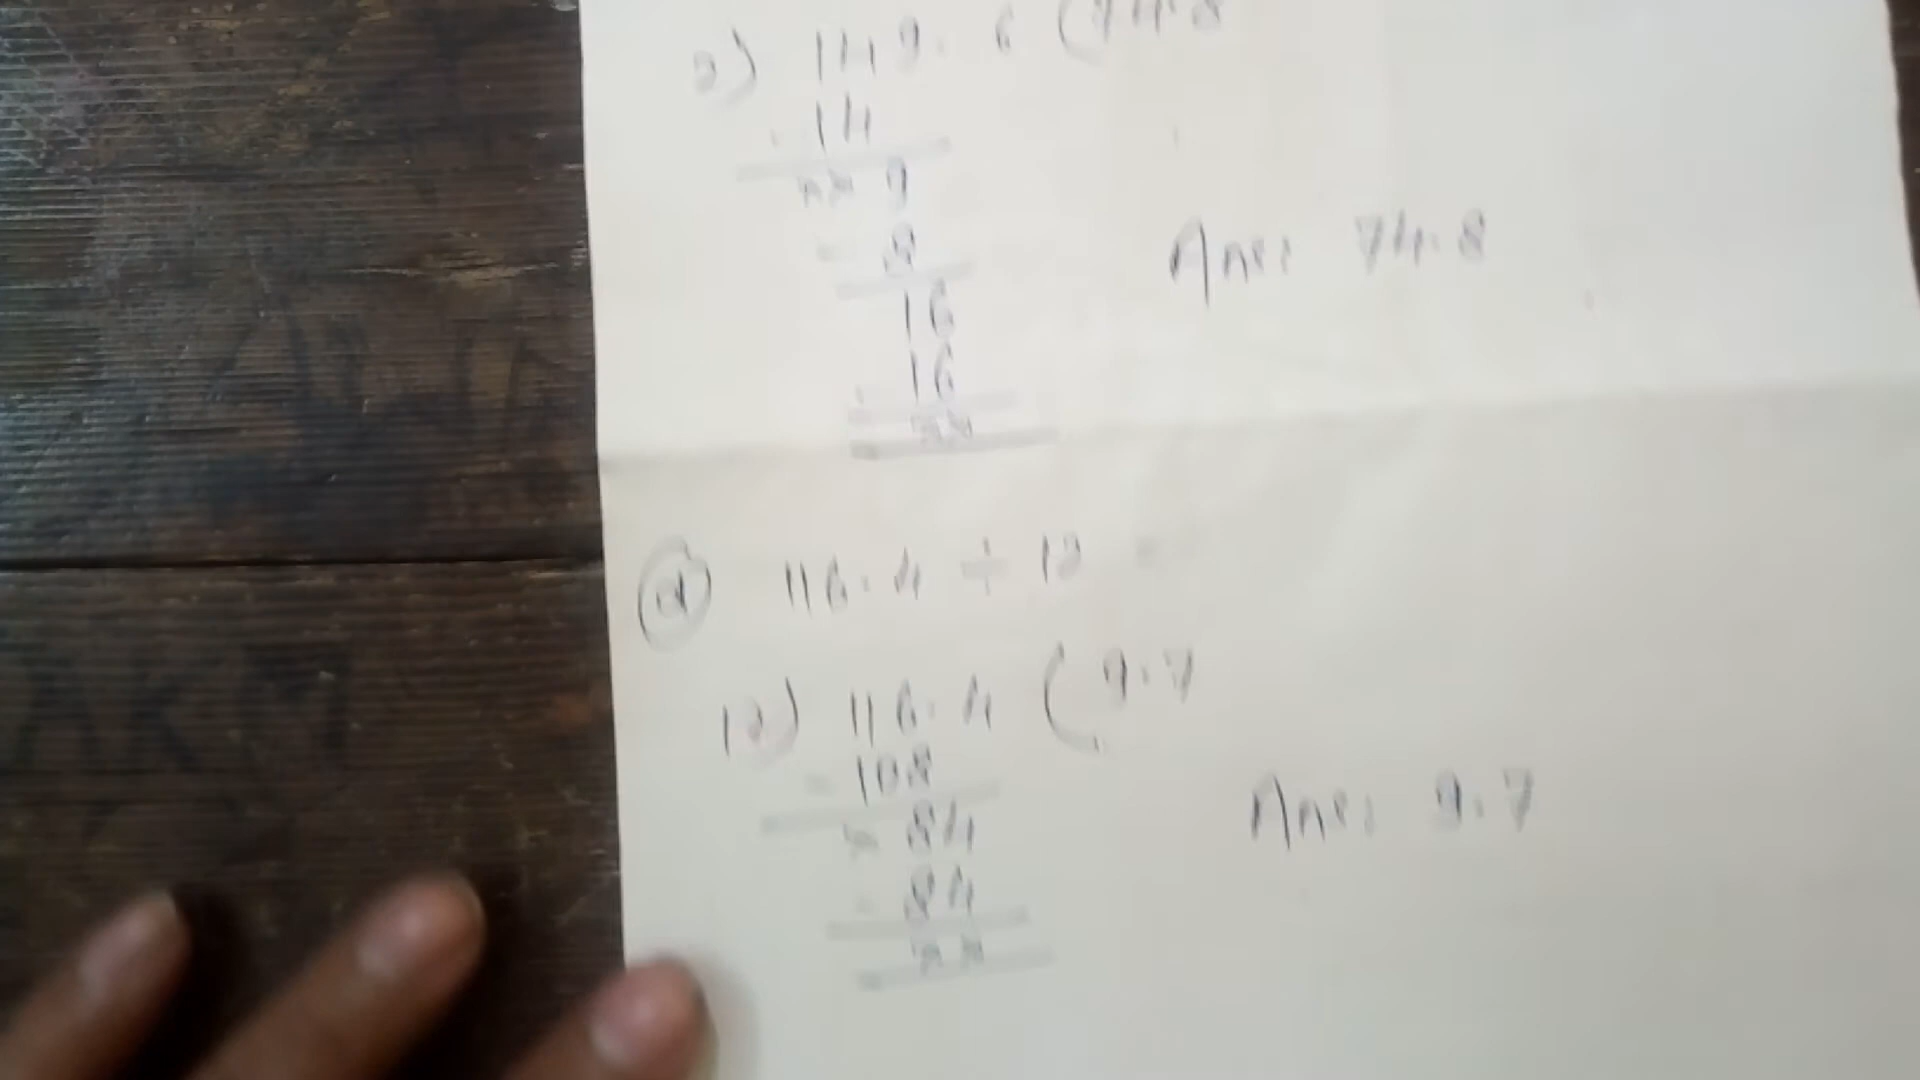 2) 149.6 (74.8
- 14
×× 9
- 8
16
- 16
××
Ans: 74.8
d) 116.4 ÷ 12 =
12) 116.4 (9.7
- 108
× 84
- 84
××
Ans: 9.7